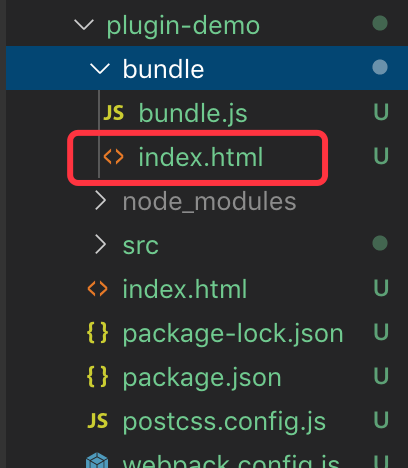 plugin-demo
bundle
JS bundle.js U
<> index.html U
node_modules
src
<> index.html U
{} package-lock.json U
{} package.json U
JS postcss.config.js U
webpack.config.js U